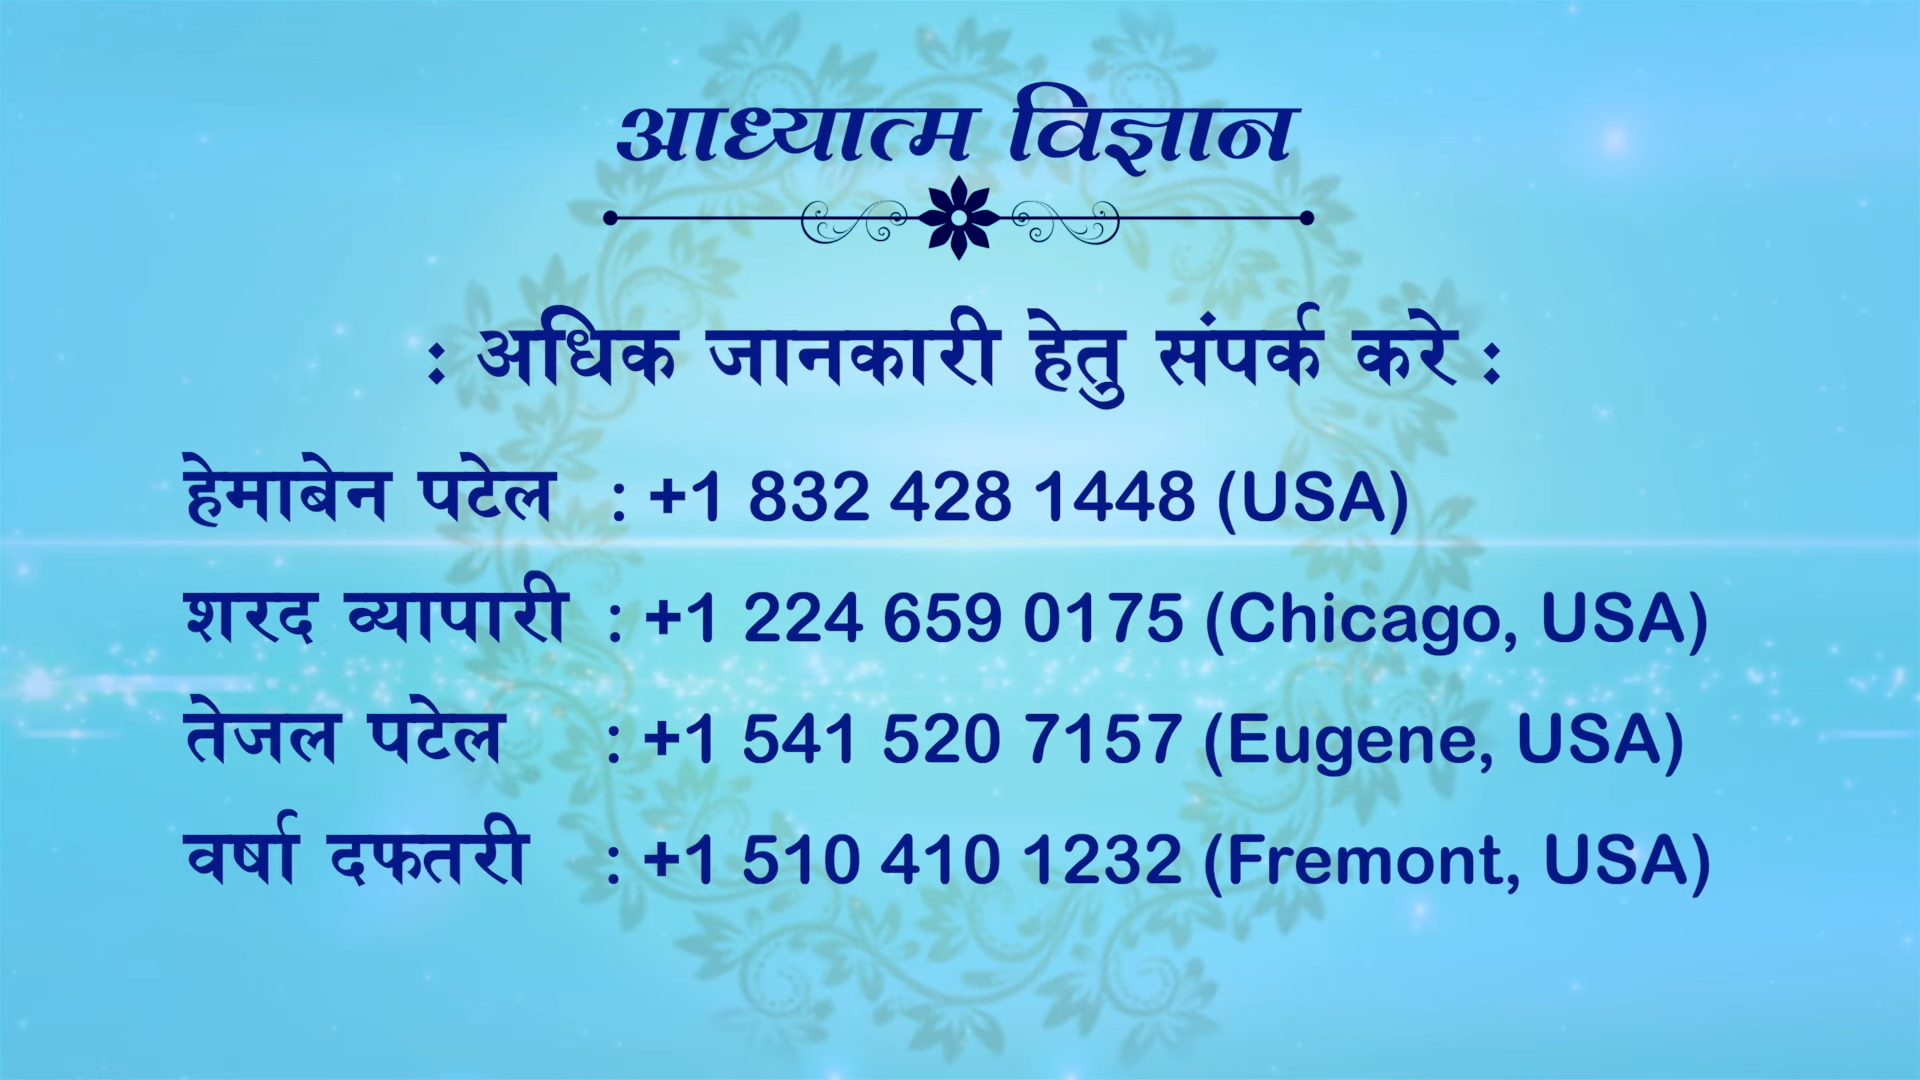 आध्यात्म विज्ञान
: अधिक जानकारी हेतु संपर्क करे :
हेमाबेन पटेल : +1 832 428 1448 (USA)
शरद व्यापारी : +1 224 659 0175 (Chicago, USA)
तेजल पटेल : +1 541 520 7157 (Eugene, USA)
वर्षा दफतरी : +1 510 410 1232 (Fremont, USA)